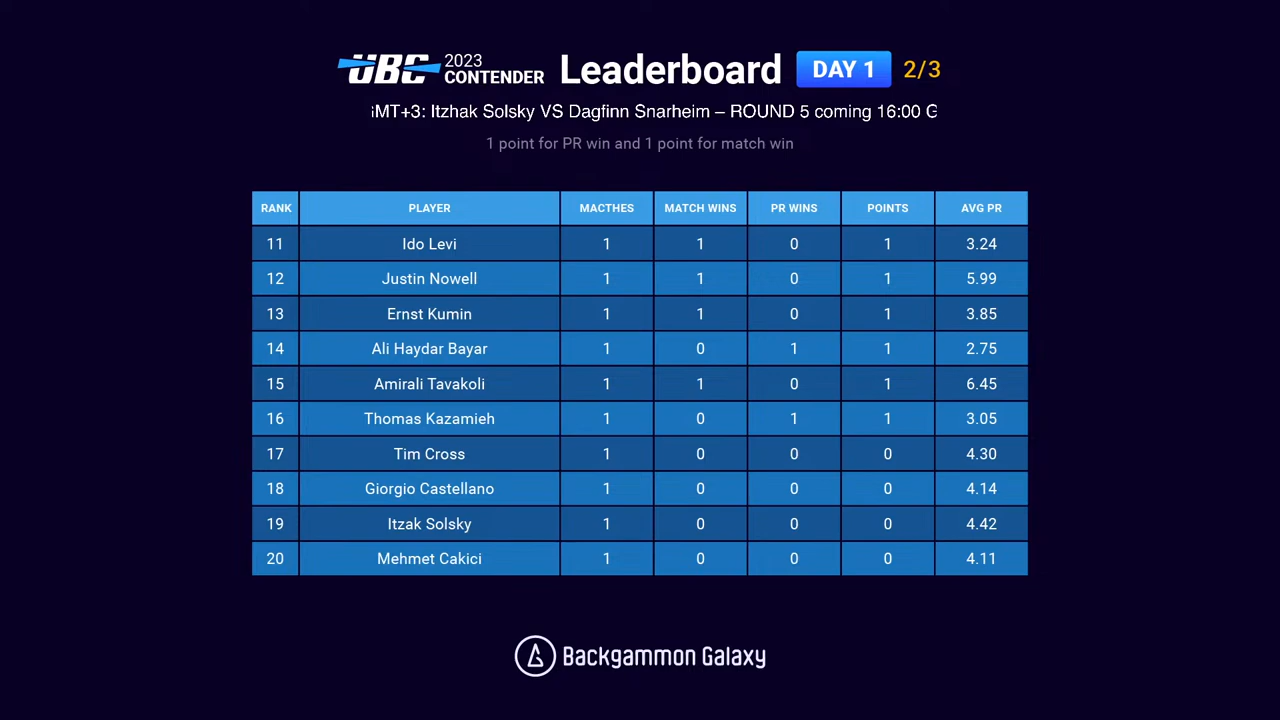 UBC 2023 CONTENDER Leaderboard DAY 1 2/3
GMT+3: Itzhak Solsky VS Dagfinn Snarheim – ROUND 5 coming 16:00 G
1 point for PR win and 1 point for match win
RANK PLAYER MACTHES MATCH WINS PR WINS POINTS AVG PR
11 Ido Levi 1 1 0 1 3.24
12 Justin Nowell 1 1 0 1 5.99
13 Ernst Kumin 1 1 0 1 3.85
14 Ali Haydar Bayar 1 0 1 1 2.75
15 Amirali Tavakoli 1 1 0 1 6.45
16 Thomas Kazamieh 1 0 1 1 3.05
17 Tim Cross 1 0 0 0 4.30
18 Giorgio Castellano 1 0 0 0 4.14
19 Itzak Solsky 1 0 0 0 4.42
20 Mehmet Cakici 1 0 0 0 4.11
Backgammon Galaxy